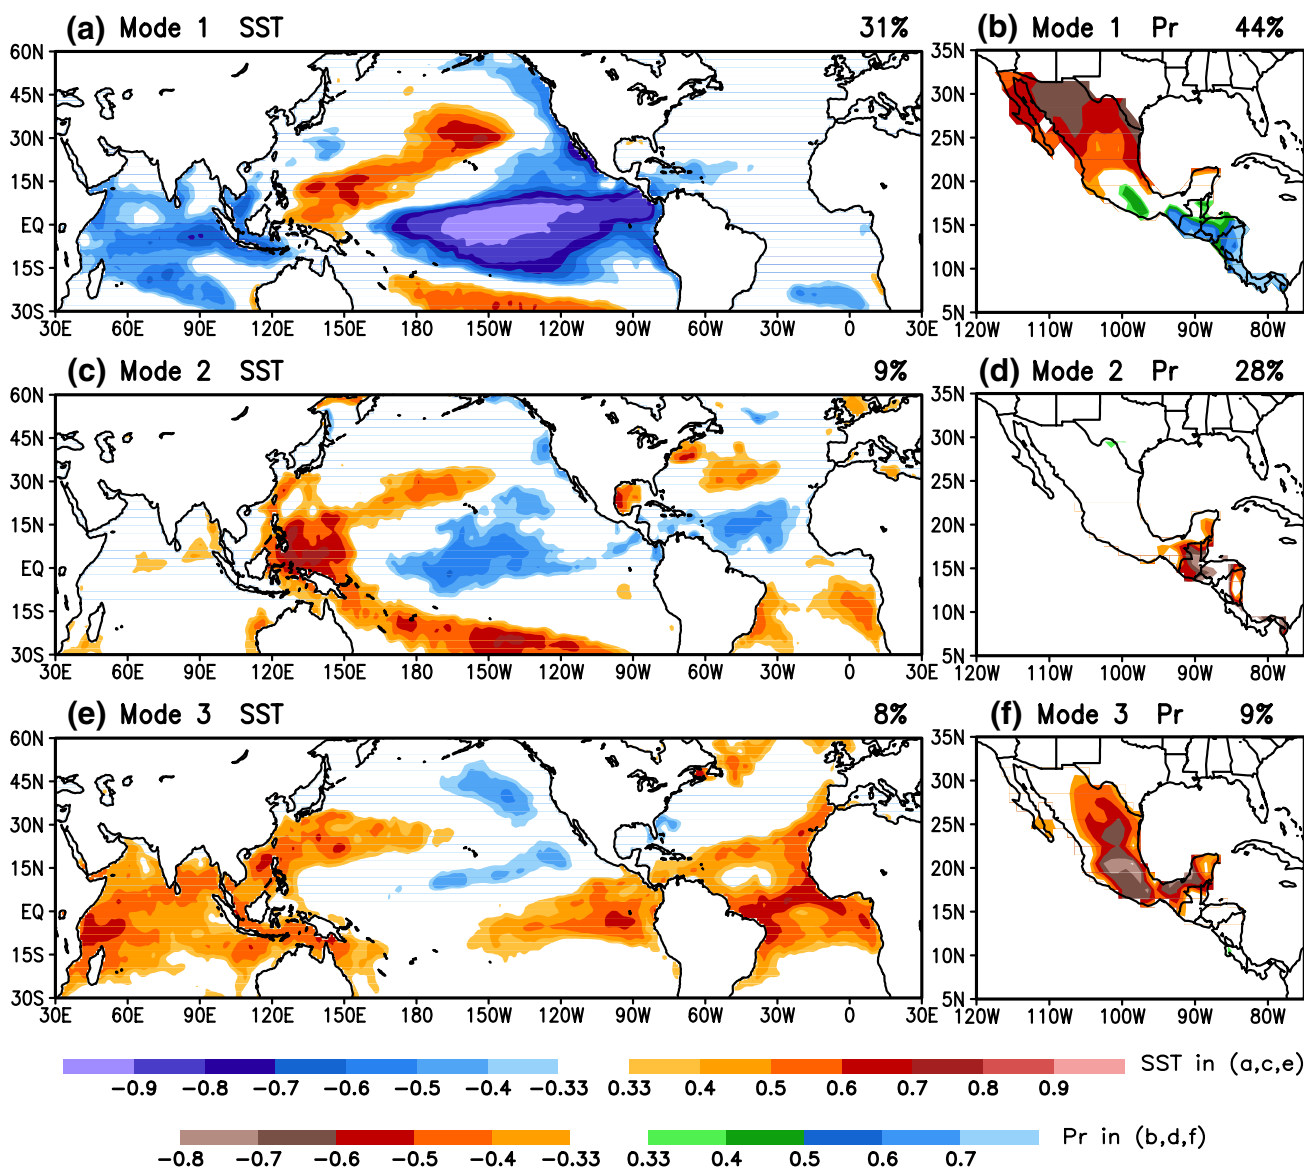 (a) Mode 1 SST 31%
(b) Mode 1 Pr 44%
60N
45N
30N
15N
EQ
15S
30S
30E 60E 90E 120E 150E 180 150W 120W 90W 60W 30W 0 30E
35N
30N
25N
20N
15N
10N
5N
120W 110W 100W 90W 80W
(c) Mode 2 SST 9%
(d) Mode 2 Pr 28%
60N
45N
30N
15N
EQ
15S
30S
30E 60E 90E 120E 150E 180 150W 120W 90W 60W 30W 0 30E
35N
30N
25N
20N
15N
10N
5N
120W 110W 100W 90W 80W
(e) Mode 3 SST 8%
(f) Mode 3 Pr 9%
60N
45N
30N
15N
EQ
15S
30S
30E 60E 90E 120E 150E 180 150W 120W 90W 60W 30W 0 30E
35N
30N
25N
20N
15N
10N
5N
120W 110W 100W 90W 80W
-0.9 -0.8 -0.7 -0.6 -0.5 -0.4 -0.33 0.33 0.4 0.5 0.6 0.7 0.8 0.9
SST in (a,c,e)
-0.8 -0.7 -0.6 -0.5 -0.4 -0.33 0.33 0.4 0.5 0.6 0.7
Pr in (b,d,f)